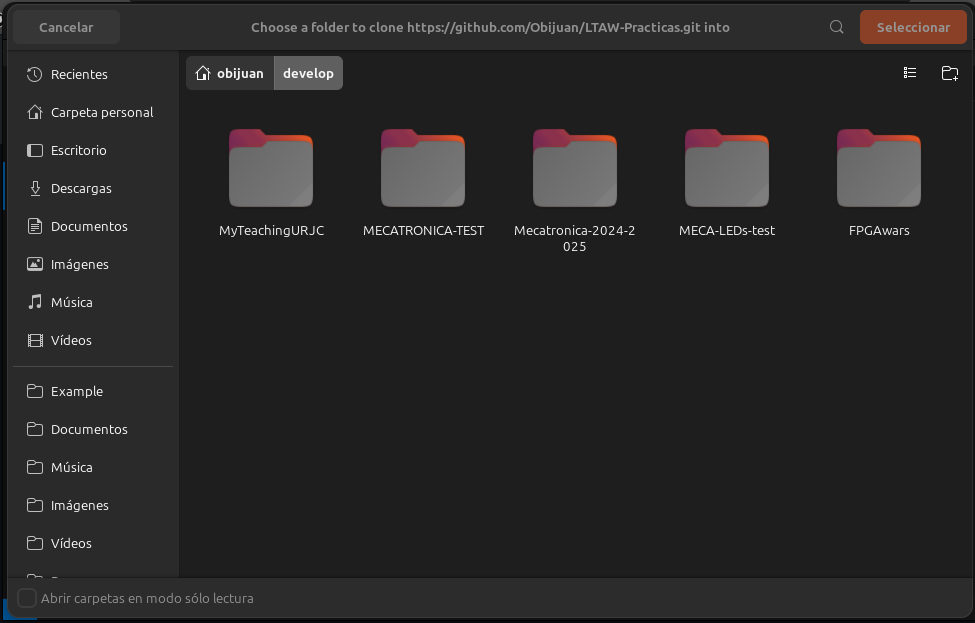 Cancelar
Choose a folder to clone https://github.com/Obijuan/LTAW-Practicas.git into
Seleccionar
Recientes
Carpeta personal
Escritorio
Descargas
Documentos
Imágenes
Música
Vídeos
Example
Documentos
Música
Imágenes
Vídeos
obijuan
develop
MyTeachingURJC
MECATRONICA-TEST
Mecatronica-2024-2
025
MECA-LEDs-test
FPGAwars
Abrir carpetas en modo sólo lectura